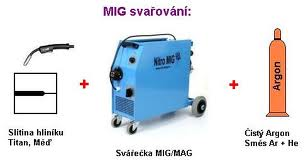 MIG svařování:
Nitro MIG
Argon
Slitina hliníku
Titan, Měď
Čistý Argon
Směs Ar + He
Svářečka MIG/MAG